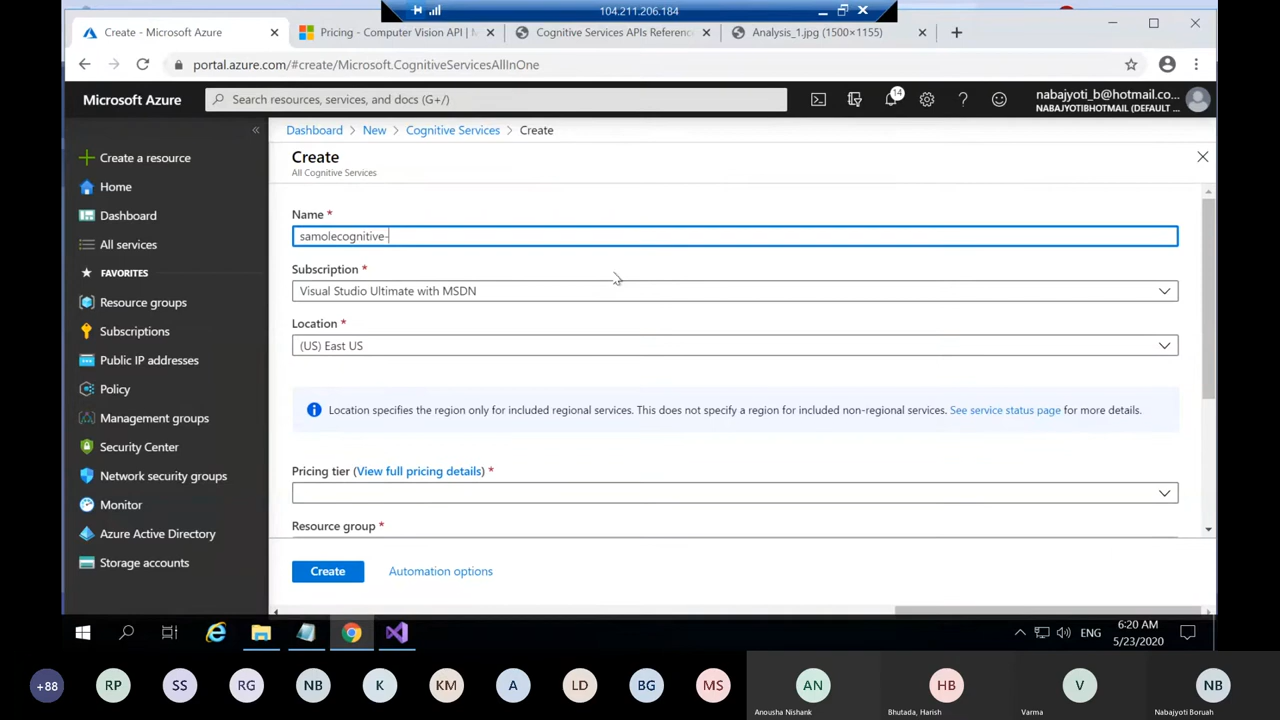 104.211.206.184
Create - Microsoft Azure
Pricing - Computer Vision API | M
Cognitive Services APIs Referenc
Analysis_1.jpg (1500×1155)
portal.azure.com/#create/Microsoft.CognitiveServicesAllInOne
Microsoft Azure
Search resources, services, and docs (G+/)
14
nabajyoti_b@hotmail.co...
NABAJYOTIHOTMAIL (DEFAULT ...
Dashboard > New > Cognitive Services > Create
Create
All Cognitive Services
Create a resource
Home
Dashboard
All services
FAVORITES
Resource groups
Subscriptions
Public IP addresses
Policy
Management groups
Security Center
Network security groups
Monitor
Azure Active Directory
Storage accounts
Name *
samolecognitive-
Subscription *
Visual Studio Ultimate with MSDN
Location *
(US) East US
Location specifies the region only for included regional services. This does not specify a region for included non-regional services. See service status page for more details.
Pricing tier (View full pricing details) *
Resource group *
Create
Automation options
ENG
6:20 AM
5/23/2020
+88
RP
SS
RG
NB
K
KM
A
LD
BG
MS
AN
Anousha Nishank
HB
Bhutada, Harish
V
Varma
NB
Nabajyoti Boruah